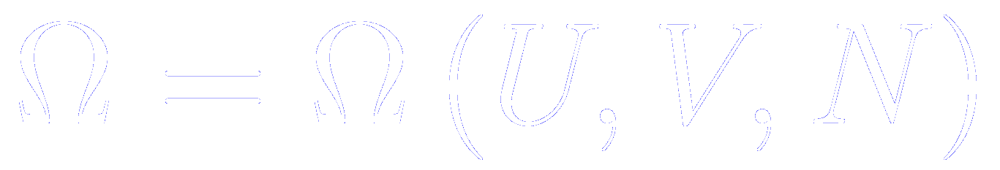 Ω = Ω(U, V, N)